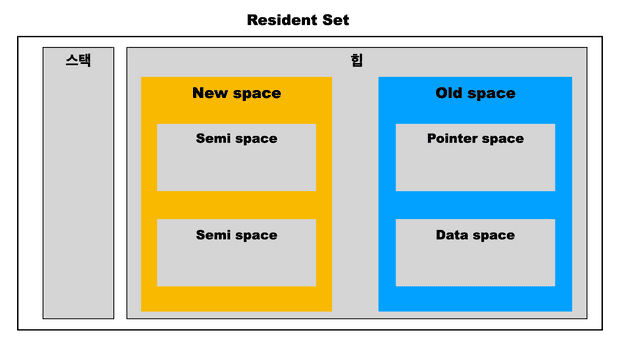 Resident Set
스택
힙
New space
Semi space
Semi space
Old space
Pointer space
Data space